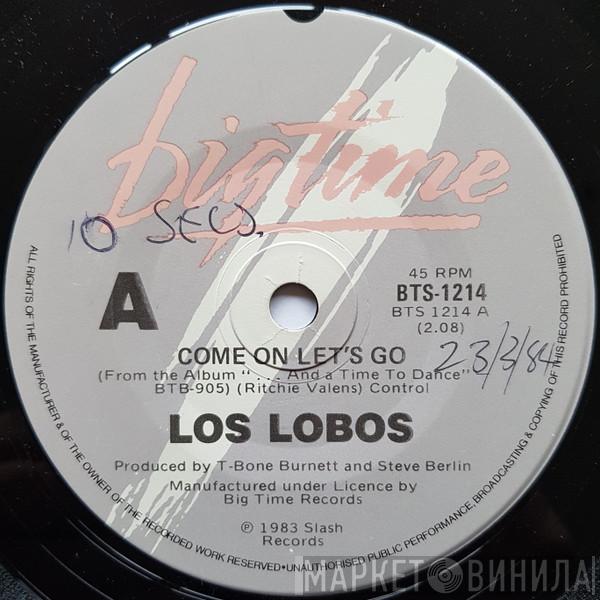 bigtime
10 SECS.
A
45 RPM
BTS-1214
BTS 1214 A
(2.08)
COME ON LET'S GO
23/3/84
(From the Album "... And a Time To Dance"
BTB-905) (Ritchie Valens) Control
LOS LOBOS
Produced by T-Bone Burnett and Steve Berlin
Manufactured under Licence by
Big Time Records
℗ 1983 Slash
Records
ALL RIGHTS OF THE MANUFACTURER & OF THE OWNER OF THE RECORDED WORK RESERVED•UNAUTHORISED PUBLIC PERFORMANCE, BROADCASTING & COPYING OF THIS RECORD PROHIBITED
МАРКЕТ ВИНИЛА